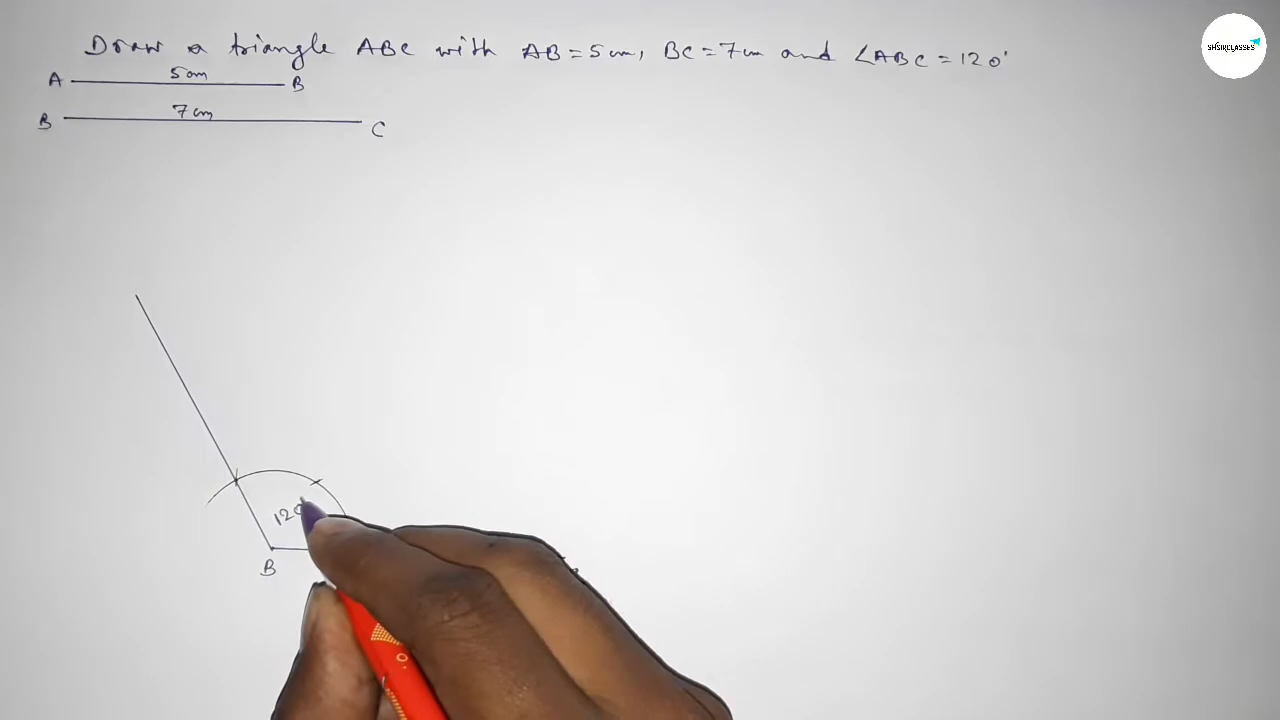 Draw a triangle ABC with AB = 5cm, BC = 7cm and ∠ABC = 120°
SHSIRCLASSES
5cm
A B
7cm
B C
120
B